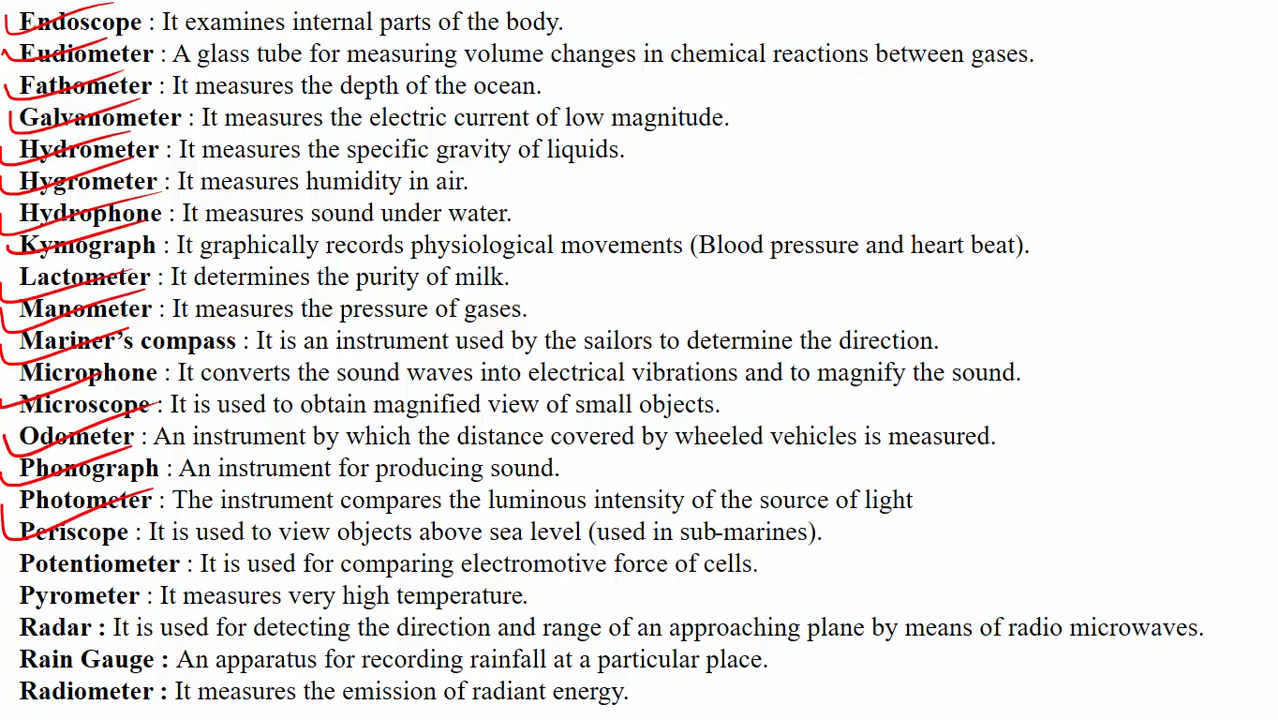 Endoscope : It examines internal parts of the body.
Eudiometer : A glass tube for measuring volume changes in chemical reactions between gases.
Fathometer : It measures the depth of the ocean.
Galvanometer : It measures the electric current of low magnitude.
Hydrometer : It measures the specific gravity of liquids.
Hygrometer : It measures humidity in air.
Hydrophone : It measures sound under water.
Kymograph : It graphically records physiological movements (Blood pressure and heart beat).
Lactometer : It determines the purity of milk.
Manometer : It measures the pressure of gases.
Mariner’s compass : It is an instrument used by the sailors to determine the direction.
Microphone : It converts the sound waves into electrical vibrations and to magnify the sound.
Microscope : It is used to obtain magnified view of small objects.
Odometer : An instrument by which the distance covered by wheeled vehicles is measured.
Phonograph : An instrument for producing sound.
Photometer : The instrument compares the luminous intensity of the source of light
Periscope : It is used to view objects above sea level (used in sub-marines).
Potentiometer : It is used for comparing electromotive force of cells.
Pyrometer : It measures very high temperature.
Radar : It is used for detecting the direction and range of an approaching plane by means of radio microwaves.
Rain Gauge : An apparatus for recording rainfall at a particular place.
Radiometer : It measures the emission of radiant energy.